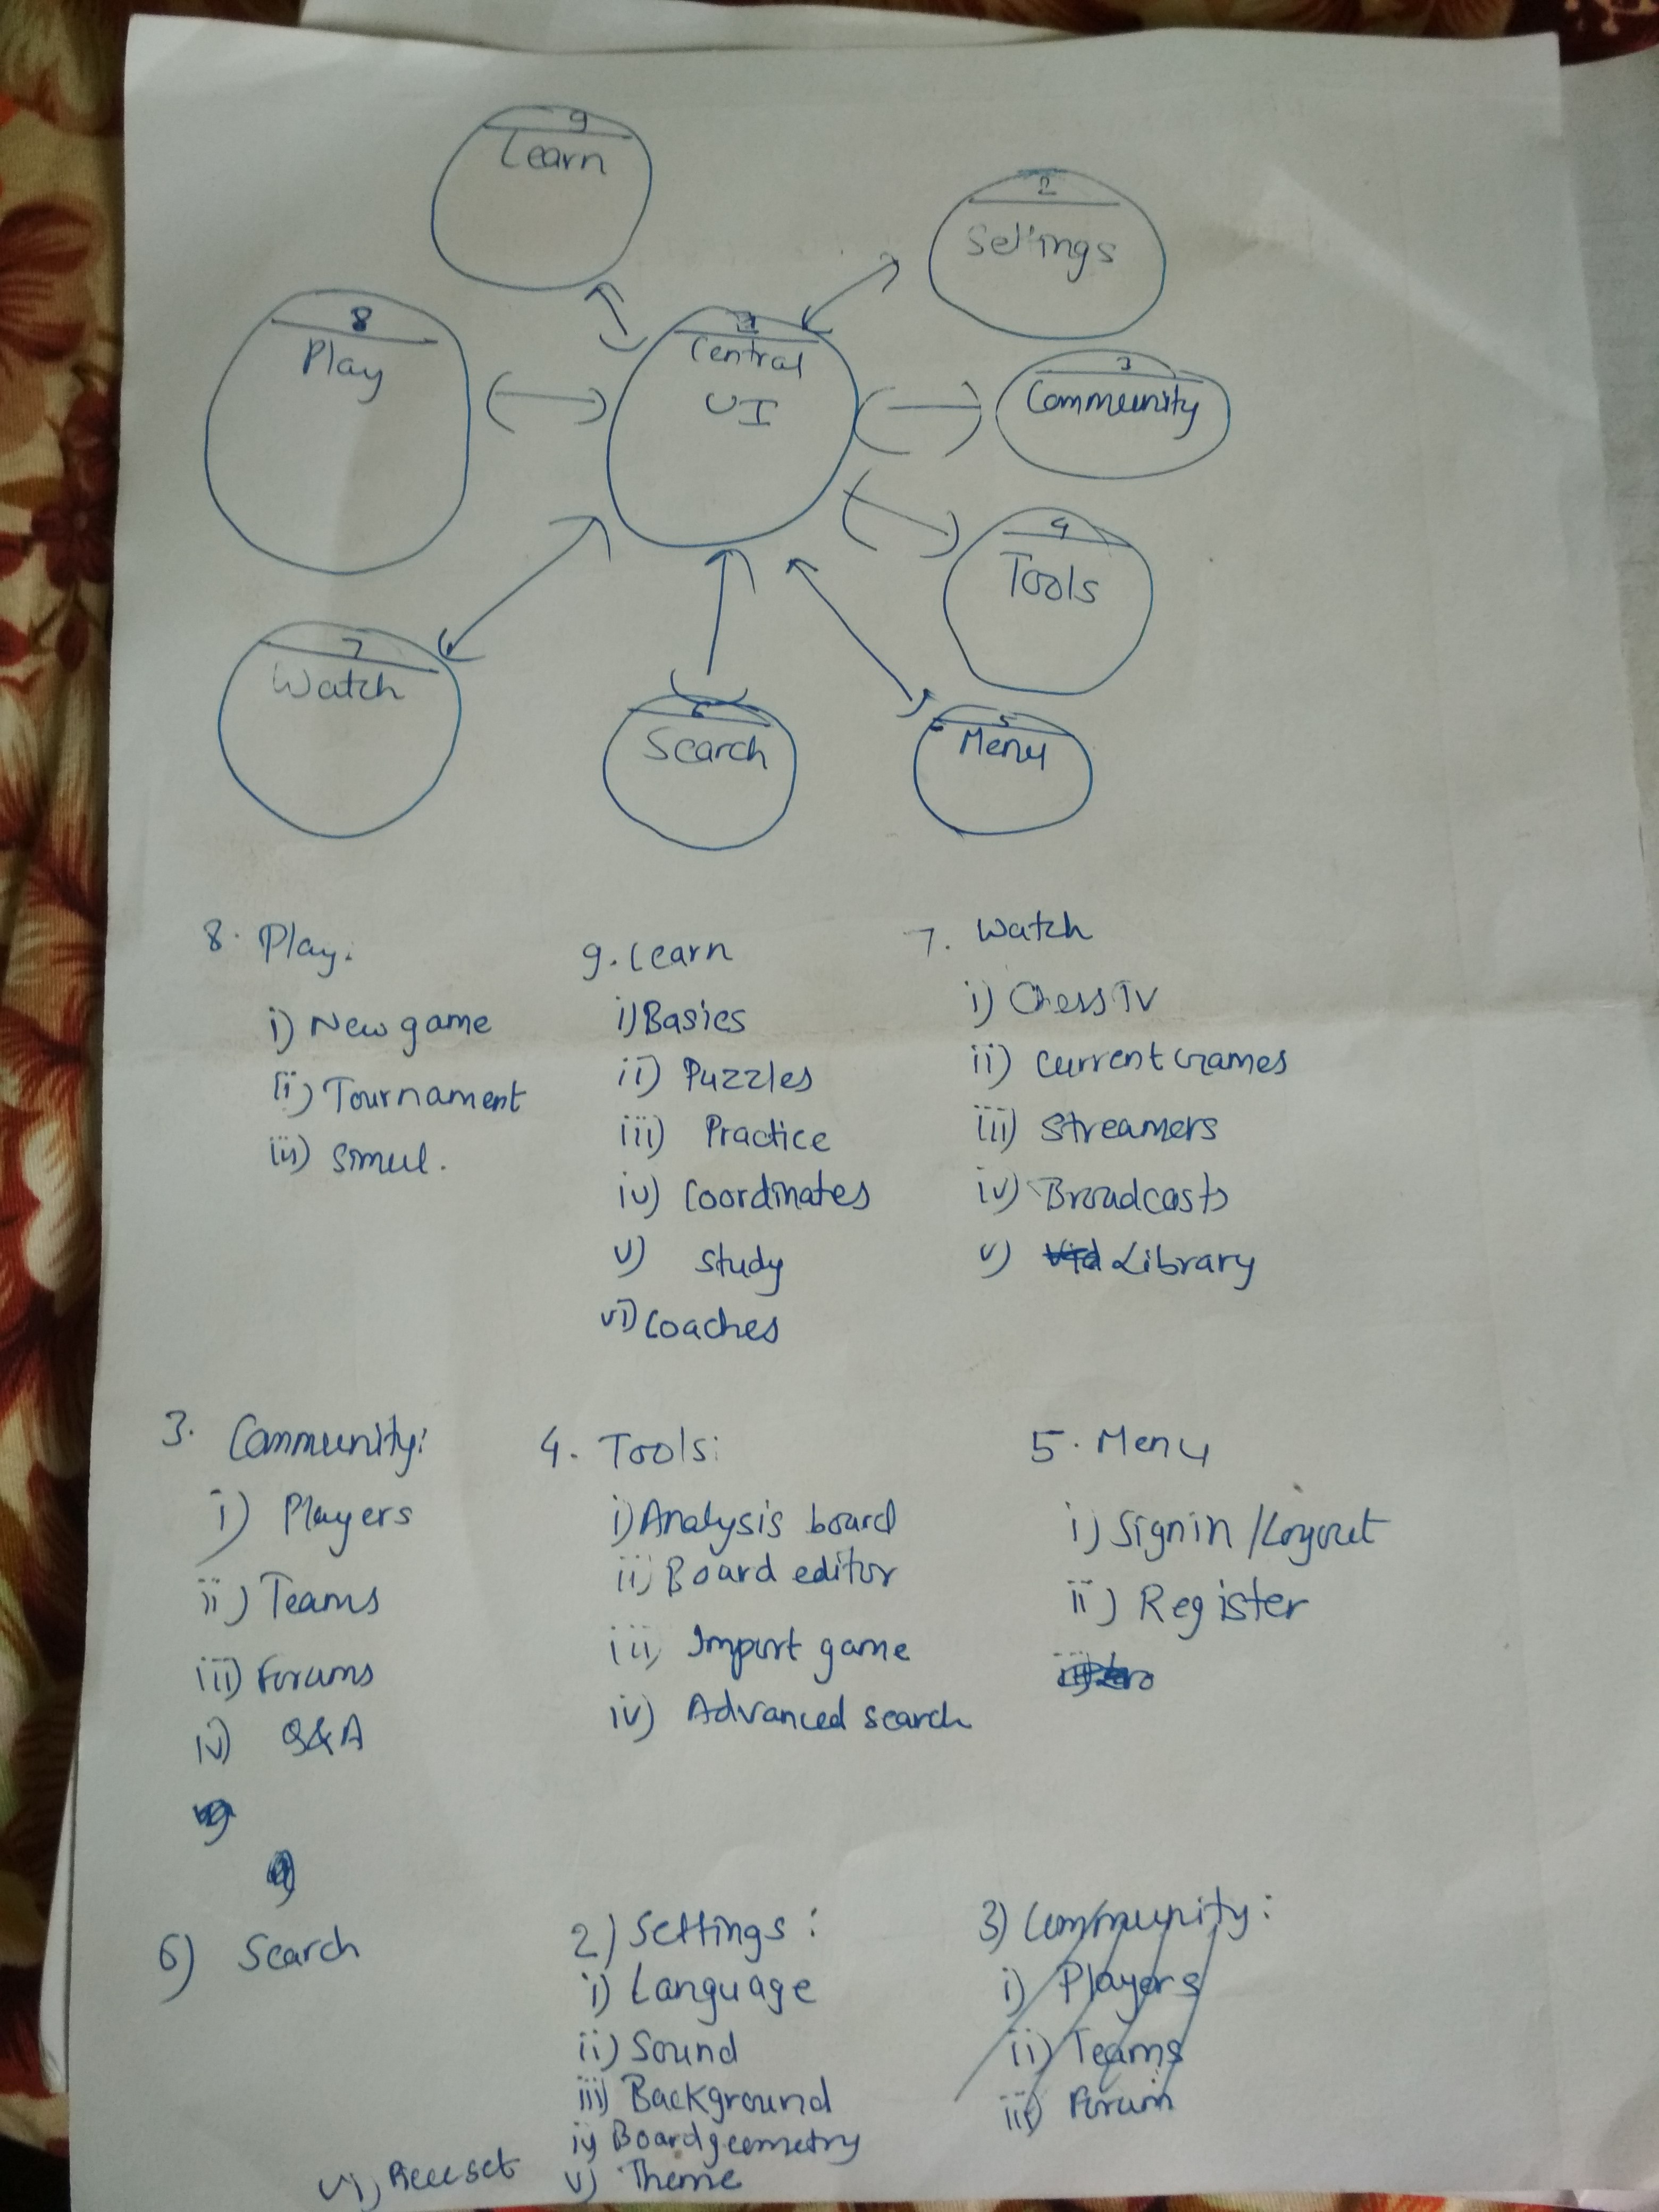 9
Learn
2
Settings
8
Play
1
Central
UI
3
Community
4
Tools
7
Watch
6
Search
5
Menu
8. Play:
i) New game
ii) Tournament
iii) Simul.
9. Learn
i) Basics
ii) Puzzles
iii) Practice
iv) Coordinates
v) Study
vi) Coaches
7. Watch
i) Chess TV
ii) Current Games
iii) Streamers
iv) Broadcasts
v) Library
3. Community:
i) Players
ii) Teams
iii) Forums
iv) Q&A
4. Tools:
i) Analysis board
ii) Board editor
iii) Import game
iv) Advanced search
5. Menu
i) Signin / Logout
ii) Register
6) Search
2) Settings:
i) Language
ii) Sound
iii) Background
iv) Board geometry
v) Theme
vi) Piece set
3) Community:
i) Players
ii) Teams
iii) Forum